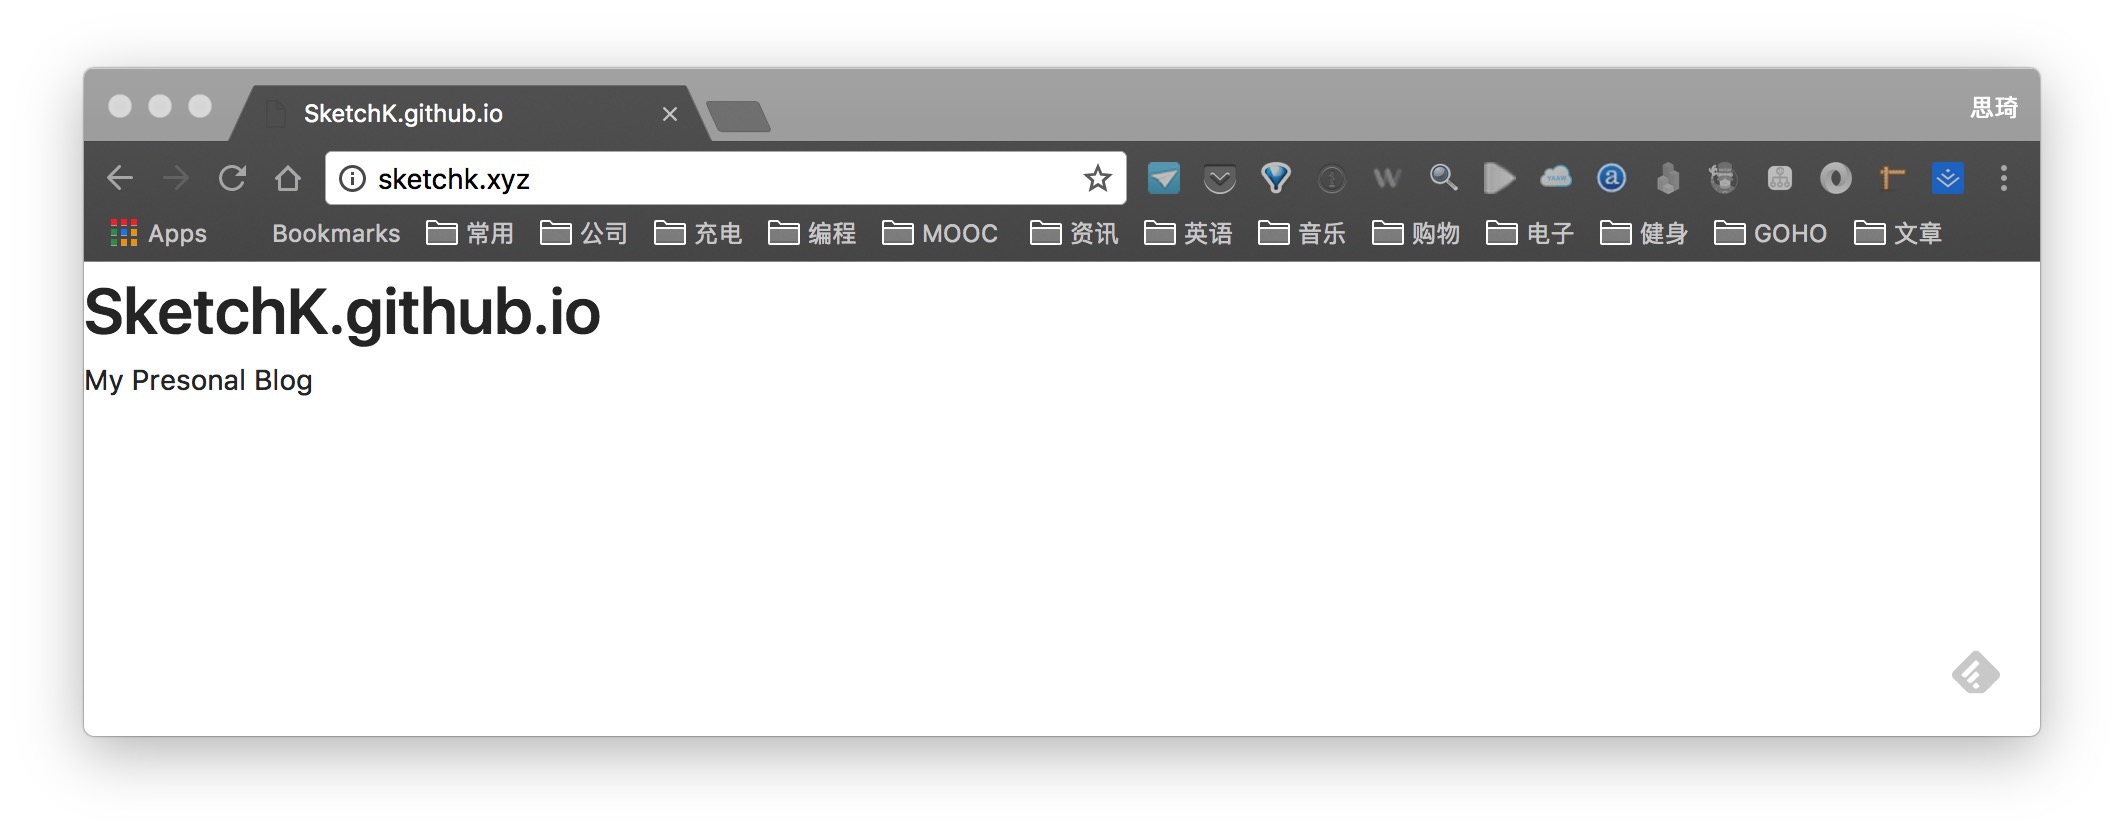 SketchK.github.io
思琦
sketchk.xyz
Apps Bookmarks 常用 公司 充电 编程 MOOC 资讯 英语 音乐 购物 电子 健身 GOHO 文章
SketchK.github.io
My Presonal Blog